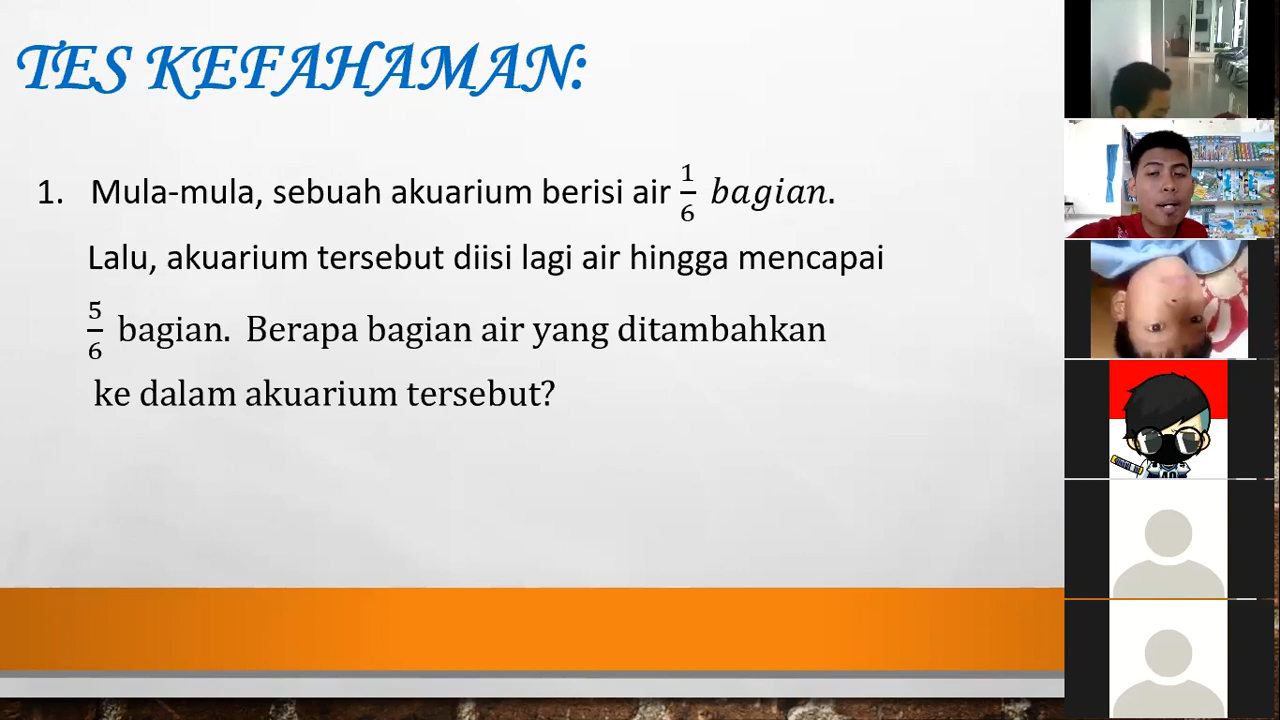 TES KEFAHAMAN:
1. Mula-mula, sebuah akuarium berisi air 1/6 bagian.
Lalu, akuarium tersebut diisi lagi air hingga mencapai
5/6 bagian. Berapa bagian air yang ditambahkan
ke dalam akuarium tersebut?